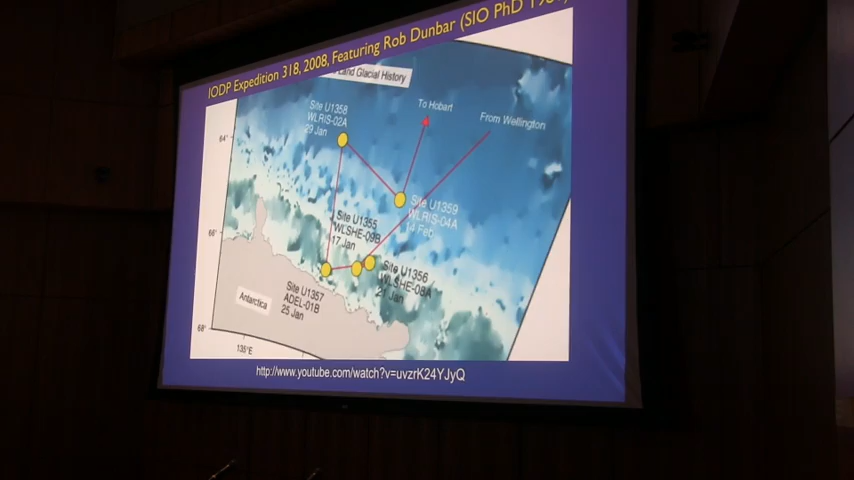 IODP Expedition 318, 2008, Featuring Rob Dunbar (SIO PhD
Land Glacial History
Site U1358
WLRIS-02A
29 Jan
To Hobart
From Wellington
64°
Site U1359
WLRIS-04A
14 Feb
Site U1355
WLSHE-09B
17 Jan
66°
Site U1356
WLSHE-08A
21 Jan
Site U1357
ADEL-01B
25 Jan
Antarctica
68°
135°E
http://www.youtube.com/watch?v=uvzrK24YJyQ